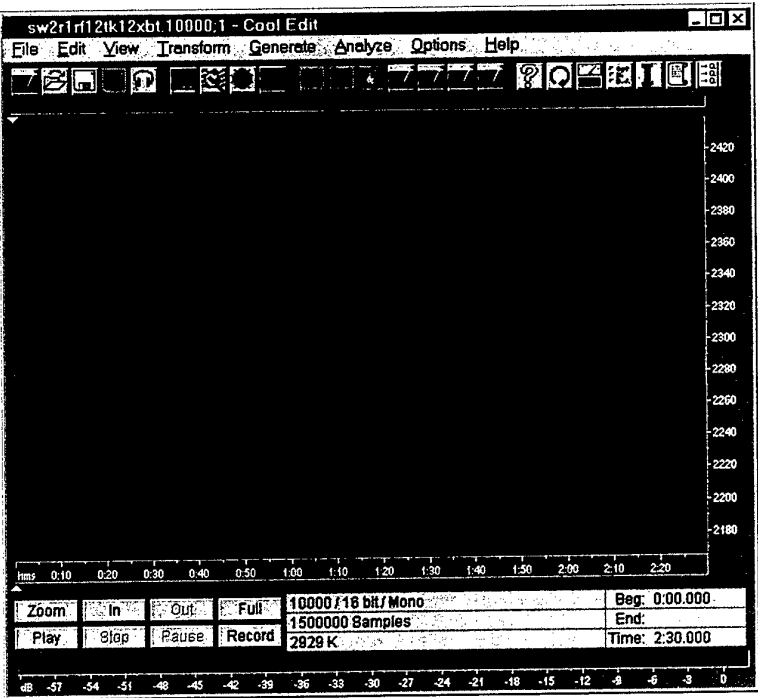 sw2r1rf12tk12xbt.10000;1 - Cool Edit
File Edit View Transform Generate Analyze Options Help
2420
2400
2380
2360
2340
2320
2300
2280
2260
2240
2220
2200
2180
hms 0:10 0:20 0:30 0:40 0:50 1:00 1:10 1:20 1:30 1:40 1:50 2:00 2:10 2:20
Zoom In Out Full 10000 / 16 bit / Mono Beg: 0:00.000
1500000 Samples End:
Play Stop Pause Record 2929 K Time: 2:30.000
dB -57 -54 -51 -48 -45 -42 -39 -36 -33 -30 -27 -24 -21 -18 -15 -12 -9 -6 -3 0